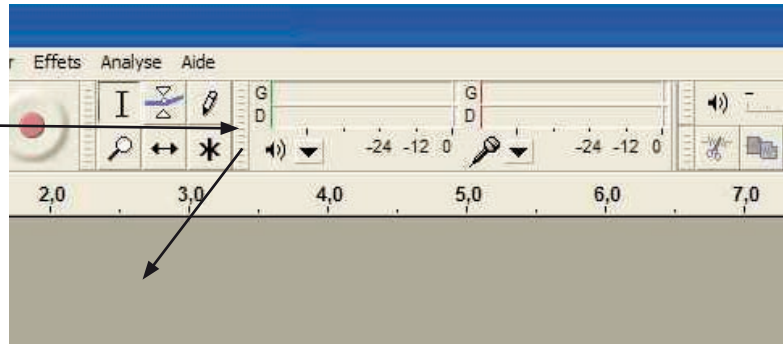 r Effets Analyse Aide
G G
D D
-24 -12 0 -24 -12 0
2,0 3,0 4,0 5,0 6,0 7,0